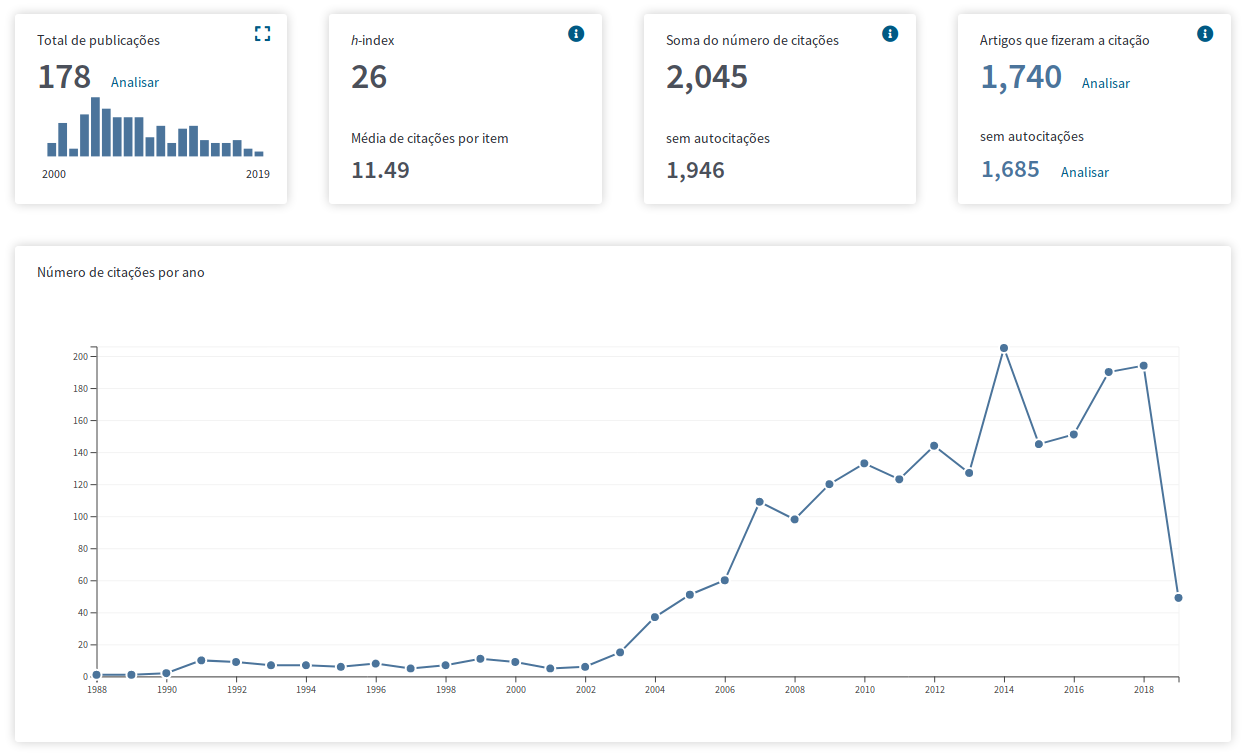 Total de publicações
178 Analisar
2000 2019
h-index
26
Média de citações por item
11.49
Soma do número de citações
2,045
sem autocitações
1,946
Artigos que fizeram a citação
1,740 Analisar
sem autocitações
1,685 Analisar
Número de citações por ano
200
180
160
140
120
100
80
60
40
20
0
1988 1990 1992 1994 1996 1998 2000 2002 2004 2006 2008 2010 2012 2014 2016 2018